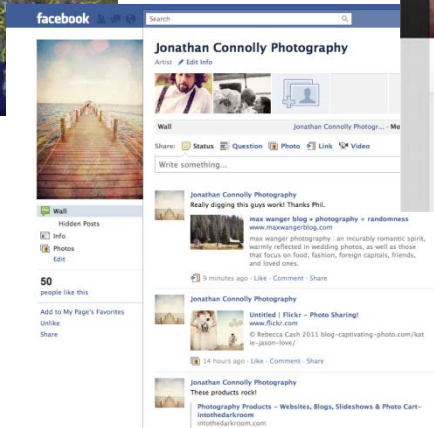 facebook
Search
Jonathan Connolly Photography
Artist Edit Info
Wall Jonathan Connolly Photogr... · Mo
Share: Status Question Photo Link Video
Write something...
Wall
Hidden Posts
Info
Photos
Edit
50
people like this
Add to My Page's Favorites
Unlike
Share
Jonathan Connolly Photography
Really digging this guys work! Thanks Phil.
max wanger blog » photography + randomness
www.maxwangerblog.com
max wanger photography : an incurably romantic spirit,
warmly reflected in wedding photos, as well as those
that focus on food, fashion, foreign capitals, friends,
and loved ones.
9 minutes ago · Like · Comment · Share
Jonathan Connolly Photography
Untitled | Flickr - Photo Sharing!
www.flickr.com
© Rebecca Cash 2011 blog-captivating-photo.com/kat
ie-jason-love/
14 hours ago · Like · Comment · Share
Jonathan Connolly Photography
These products rock!
Photography Products - Websites, Blogs, Slideshows & Photo Cart-
intothedarkroom
intothedarkroom.com